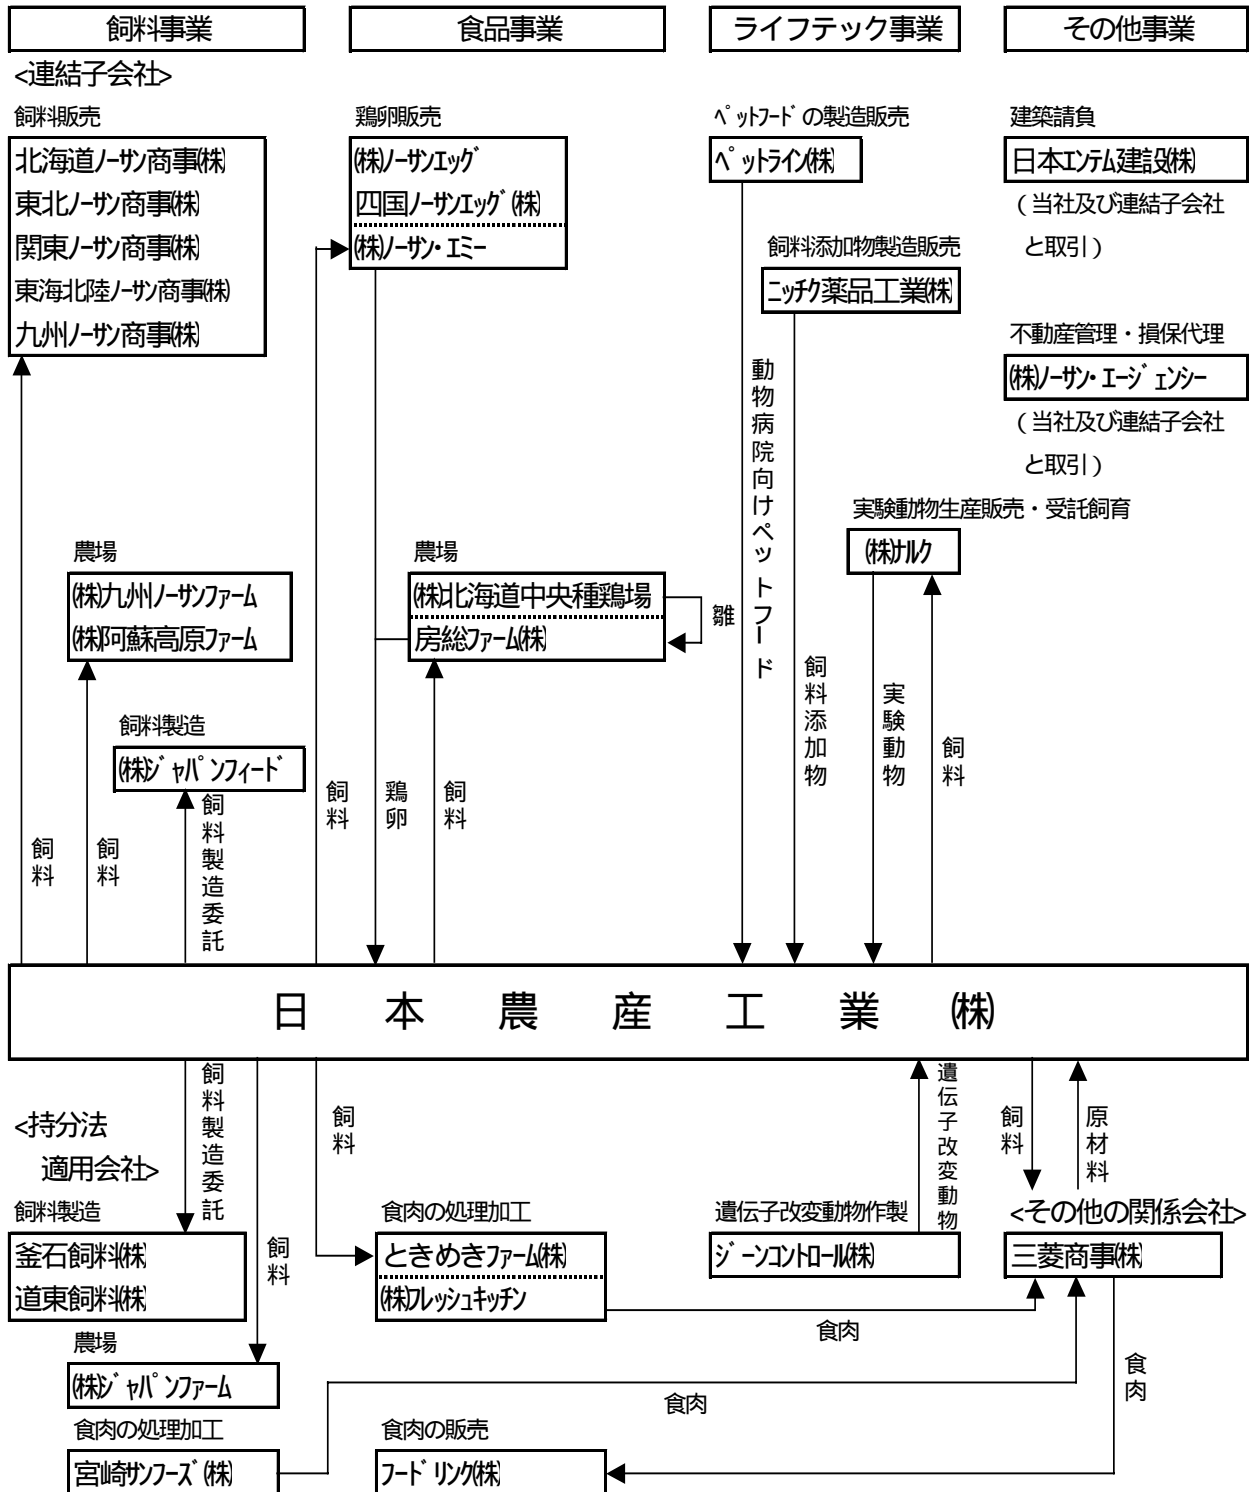 飼料事業
食品事業
ライフテック事業
その他事業
<連結子会社>
飼料販売
北海道ノーサン商事㈱
東北ノーサン商事㈱
関東ノーサン商事㈱
東海北陸ノーサン商事㈱
九州ノーサン商事㈱
鶏卵販売
㈱ノーサンエッグ
四国ノーサンエッグ㈱
㈱ノーサン・エミー
ペットフードの製造販売
ペットライン㈱
飼料添加物製造販売
ニッチク薬品工業㈱
建築請負
日本エンテム建設㈱
(当社及び連結子会社
と取引)
不動産管理・損保代理
㈱ノーサン・エージェンシー
(当社及び連結子会社
と取引)
実験動物生産販売・受託飼育
㈱ナルク
農場
㈱九州ノーサンファーム
㈱阿蘇高原ファーム
農場
㈱北海道中央種鶏場
房総ファーム㈱
雛
飼料製造
㈱ジャパンフィード
飼料
飼料
飼料製造委託
飼料
鶏卵
飼料
動物病院向けペットフード
飼料添加物
実験動物
飼料
日本農産工業㈱
<持分法
適用会社>
飼料製造委託
飼料
飼料
遺伝子改変動物
飼料
原材料
飼料製造
釜石飼料㈱
道東飼料㈱
農場
㈱ジャパンファーム
食肉の処理加工
宮崎サンフーズ㈱
食肉の処理加工
ときめきファーム㈱
㈱フレッシュキッチン
食肉の販売
フードリンク㈱
遺伝子改変動物作製
ジーンコントロール㈱
<その他の関係会社>
三菱商事㈱
食肉
食肉
食肉